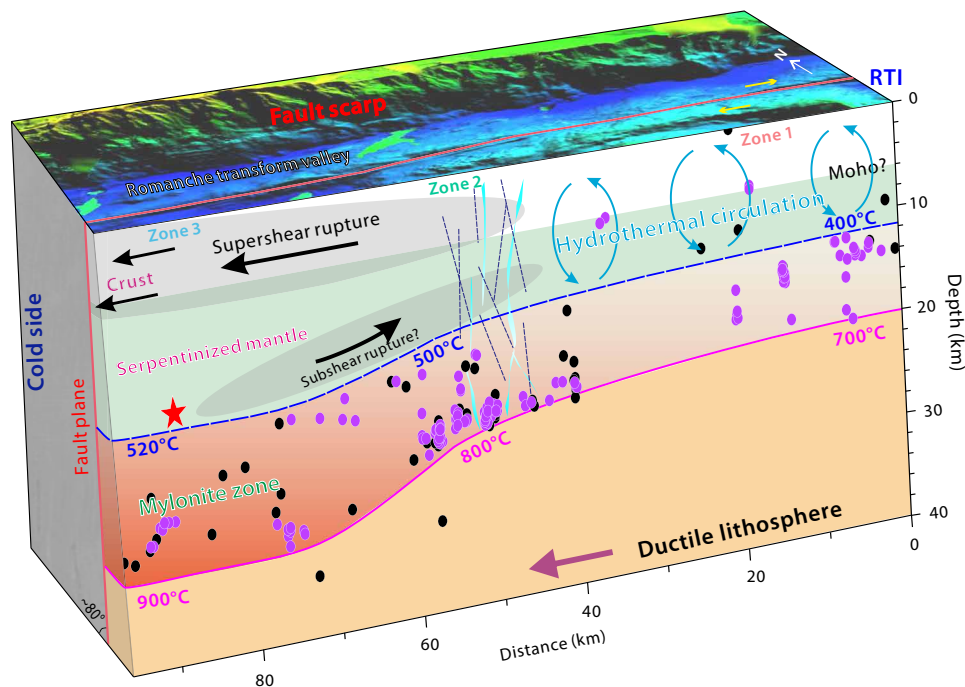 N
RTI
0
Fault scarp
Zone 1
Romanche transform valley
Moho?
Zone 2
10
Hydrothermal circulation
400°C
Zone 3
Supershear rupture
Crust
Depth (km)
20
Cold side
Serpentinized mantle
Subshear rupture?
500°C
700°C
Fault plane
30
520°C
800°C
Mylonite zone
40
Ductile lithosphere
0
900°C
~80°
20
40
Distance (km)
60
80